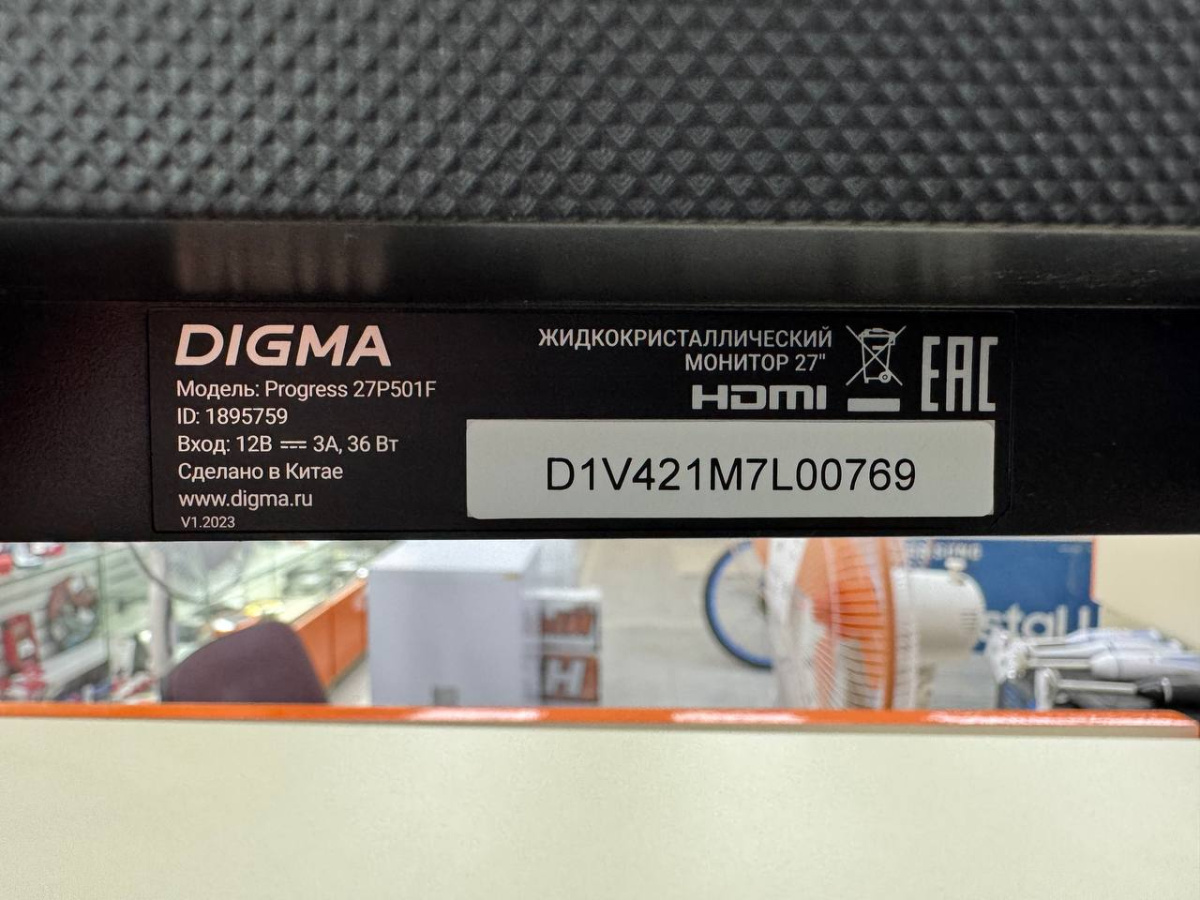 DIGMA
Модель: Progress 27P501F
ID: 1895759
Вход: 12В ⎓ 3А, 36 Вт
Сделано в Китае
www.digma.ru
V1.2023
ЖИДКОКРИСТАЛЛИЧЕСКИЙ
МОНИТОР 27"
HDMI
EAC
D1V421M7L00769